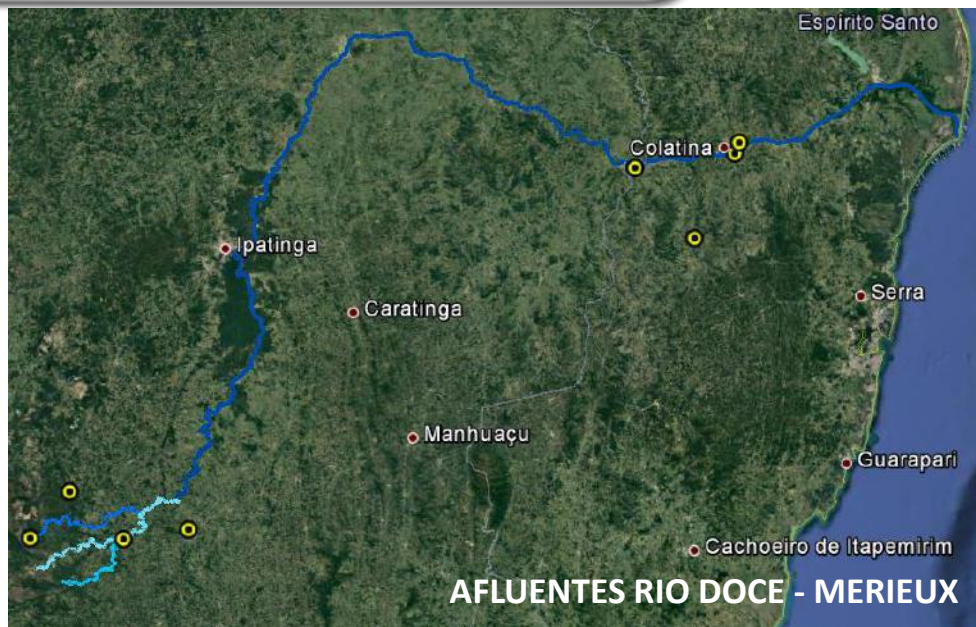 Espirito Santo
Colatina
Ipatinga
Serra
Caratinga
Manhuaçu
Guarapari
Cachoeiro de Itapemirim
AFLUENTES RIO DOCE - MERIEUX